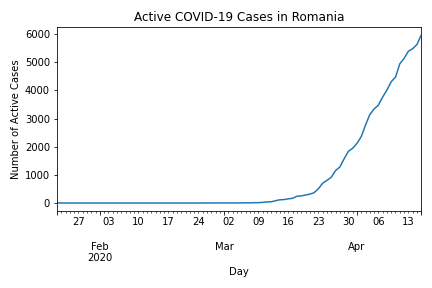 Active COVID-19 Cases in Romania
6000
5000
4000
3000
2000
1000
0
Number of Active Cases
27 03 10 17 24 02 09 16 23 30 06 13
Feb Mar Apr
2020
Day